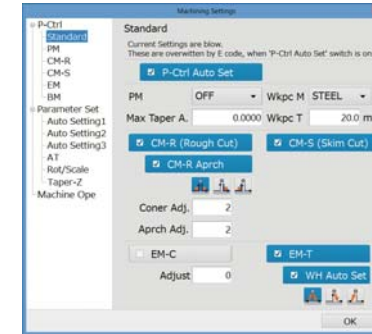 Machining Settings
P-Ctrl
Standard
PM
CM-R
CM-S
EM
BM
Parameter Set
Auto Setting1
Auto Setting2
Auto Setting3
AT
Rot/Scale
Taper-Z
Machine Ope
Standard
Current Settings are blow.
These are overwitten by E code, when 'P-Ctrl Auto Set' switch is on
P-Ctrl Auto Set
PM OFF Wkpc M STEEL
Max Taper A. 0.0000 Wkpc T 20.0 m
CM-R (Rough Cut) CM-S (Skim Cut)
CM-R Aprch
Coner Adj. 2
Aprch Adj. 2
EM-C EM-T
Adjust 0 WH Auto Set
OK